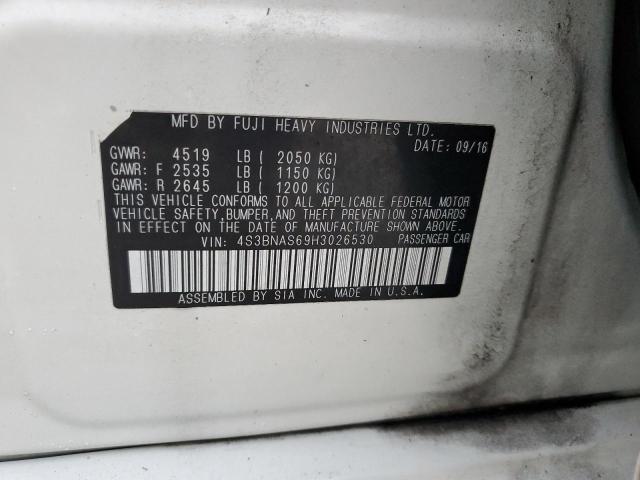 MFD BY FUJI HEAVY INDUSTRIES LTD.
DATE: 09/16
GVWR: 4519 LB ( 2050 KG)
GAWR: F 2535 LB ( 1150 KG)
GAWR: R 2645 LB ( 1200 KG)
THIS VEHICLE CONFORMS TO ALL APPLICABLE FEDERAL MOTOR
VEHICLE SAFETY, BUMPER, AND THEFT PREVENTION STANDARDS
IN EFFECT ON THE DATE OF MANUFACTURE SHOWN ABOVE.
VIN: 4S3BNAS69H3026530 PASSENGER CAR
ASSEMBLED BY SIA INC. MADE IN U.S.A.